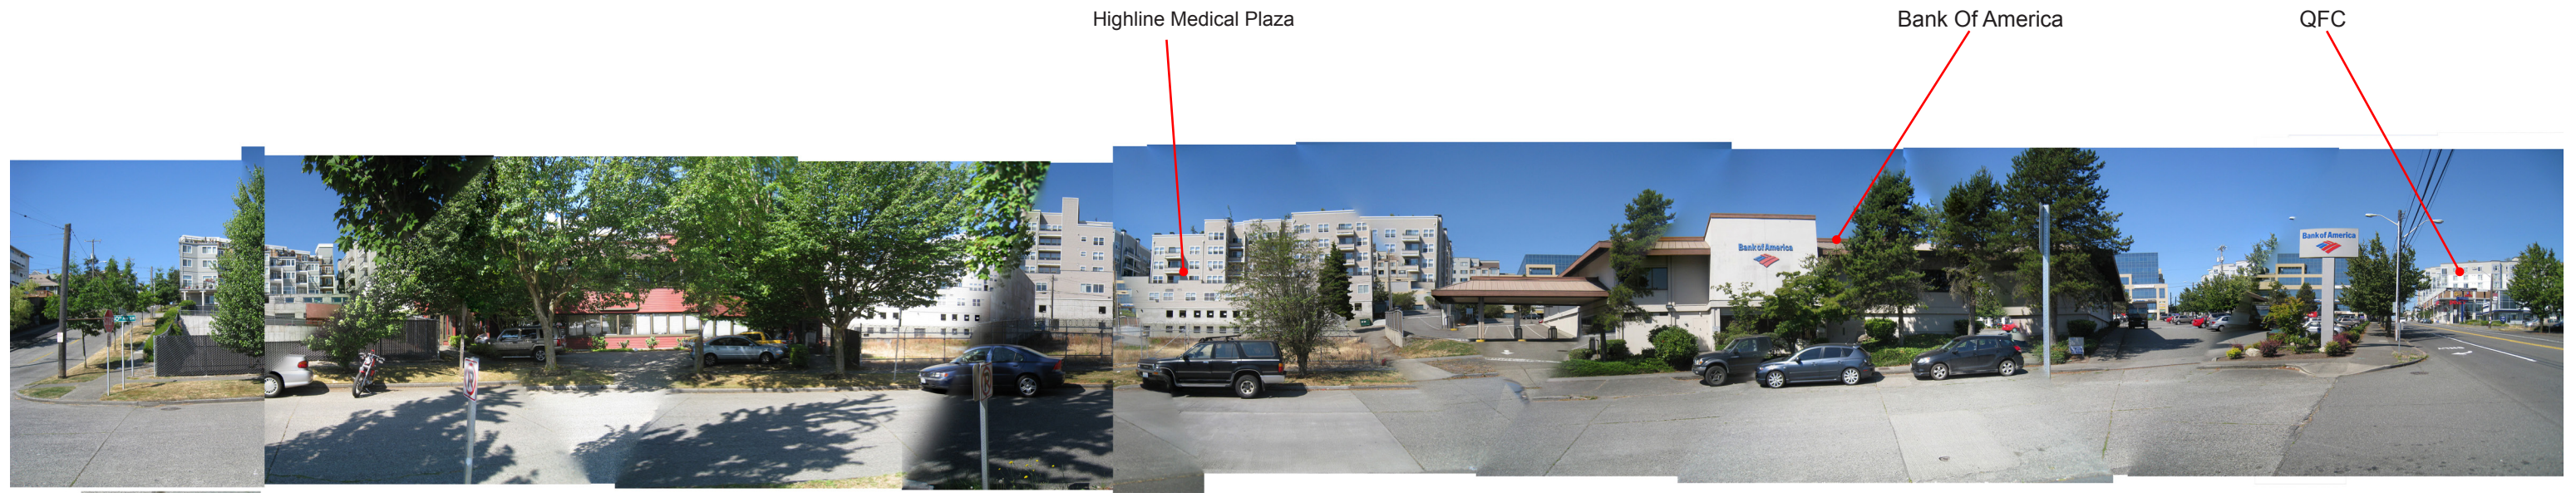 Highline Medical Plaza
Bank Of America
QFC
Bank of America
Bank of America